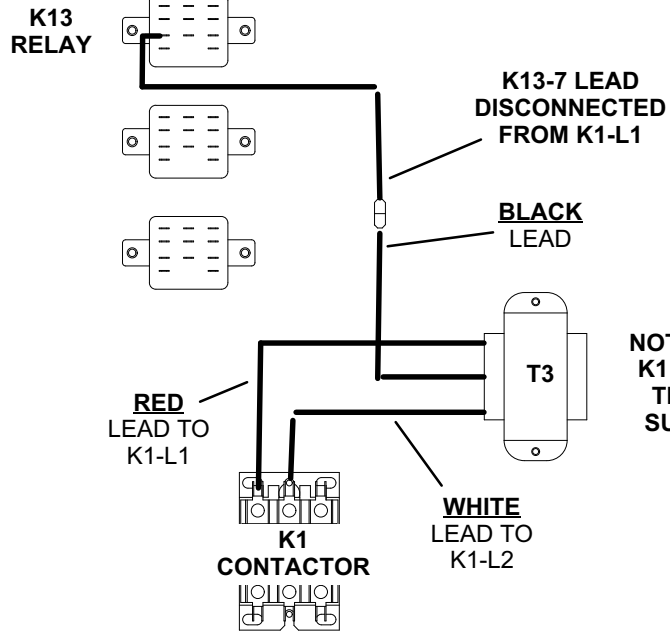 K13
RELAY
K13-7 LEAD
DISCONNECTED
FROM K1-L1
BLACK
LEAD
T3
RED
LEAD TO
K1-L1
WHITE
LEAD TO
K1-L2
K1
CONTACTOR